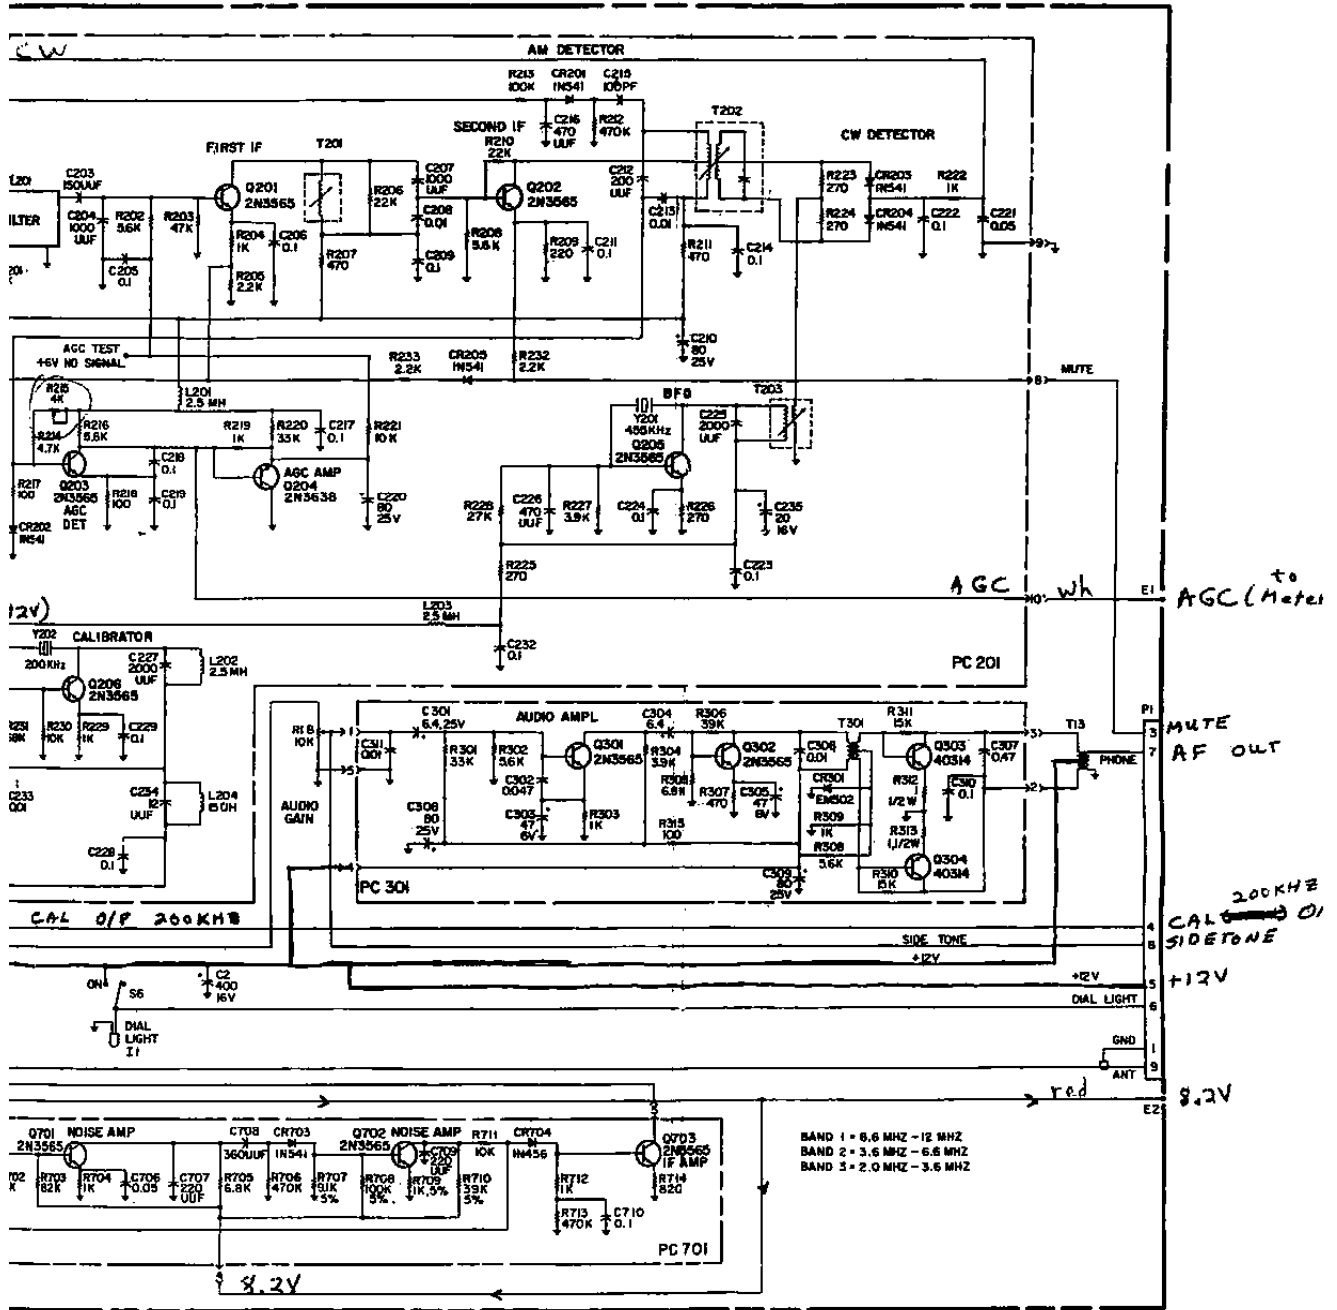 CW
AM DETECTOR
R213
100K
CR201
1N541
C215
100PF
C216
470
UUF
R212
470K
T202
CW DETECTOR
FIRST IF
T201
SECOND IF
R210
22K
C203
150UUF
L201
FILTER
C204
1000
UUF
R202
5.6K
R203
47K
Q201
2N3565
R206
22K
C207
1000
UUF
C208
0.01
C209
0.1
Q202
2N3565
C212
200
UUF
C213
0.01
R223
270
R224
270
CR203
1N541
CR204
1N541
R222
1K
C222
0.1
C221
0.05
9
C205
0.1
R204
1K
C206
0.1
R205
2.2K
R207
470
R208
5.6K
R209
220
C211
0.1
R211
470
C214
0.1
C210
80
25V
AGC TEST
+6V NO SIGNAL
R233
2.2K
CR205
1N541
R232
2.2K
8
MUTE
R215
4K
L201
2.5 MH
BFO
T203
Y201
455KHz
C225
2000
UUF
R214
4.7K
R216
5.6K
R219
1K
R220
33K
C217
0.1
R221
10K
Q205
2N3565
C218
0.1
C219
0.1
AGC AMP
Q204
2N3638
R217
100
Q203
2N3565
AGC
DET
R218
100
CR202
1N541
C220
80
25V
R228
27K
C226
470
UUF
R227
3.9K
C224
0.1
R226
270
C235
20
16V
R225
270
C223
0.1
AGC
Wh
E1
AGC (to Meter
12V)
L203
2.5 MH
C232
0.1
PC 201
Y202
200KHz
CALIBRATOR
C227
2000
UUF
L202
2.5 MH
Q206
2N3565
R231
68K
R230
10K
R229
1K
C229
0.1
C233
.001
C234
12
UUF
L204
150H
C228
0.1
R1B
10K
AUDIO
GAIN
1
5
4
C301
6.4,25V
AUDIO AMPL
C304
6.4
R306
39K
T301
R311
15K
C311
0.01
R301
33K
R302
5.6K
Q301
2N3565
R304
3.9K
Q302
2N3565
C306
0.01
Q303
40314
C307
0.47
C302
0.047
R305
6.8K
CR301
EM502
R312
1
1/2W
C310
0.1
C308
80
25V
C303
47
6V
R303
1K
R315
100
R307
470
C305
47
6V
R309
1K
R308
5.6K
R313
1,1/2W
Q304
40314
C309
80
25V
R310
15K
PC 301
3
2
T13
PHONE
P1
3
MUTE
7
AF OUT
CAL O/P 200KHz
200KHZ
4
CAL
8
SIDETONE
SIDE TONE
+12V
+12V
5
+12V
ON
S6
C2
400
16V
DIAL LIGHT
6
DIAL
LIGHT
I1
GND
1
9
ANT
red
8.2V
E2
Q701
2N3565
NOISE AMP
C708
360UUF
CR703
1N541
Q702
2N3565
NOISE AMP
R711
10K
CR704
1N456
Q703
2N3565
IF AMP
R703
82K
R704
1K
C706
0.05
C707
220
UUF
R705
6.8K
R706
470K
R707
91K
5%
R708
100K
5%
C709
220
UUF
R709
1K,5%
R710
39K
5%
R712
1K
R714
820
R713
470K
C710
0.1
PC 701
8.2V
BAND 1 = 6.6 MHZ - 12 MHZ
BAND 2 = 3.6 MHZ - 6.6 MHZ
BAND 3 = 2.0 MHZ - 3.6 MHZ